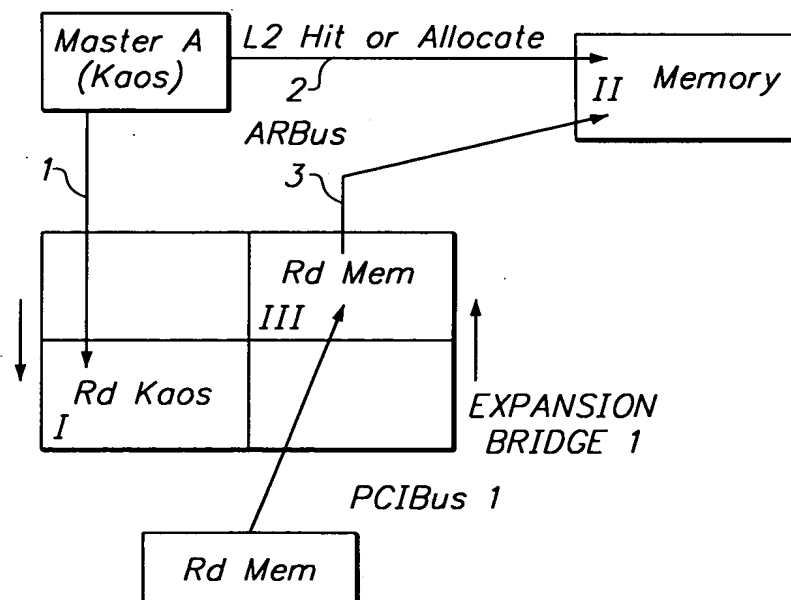 Master A
(Kaos)
L2 Hit or Allocate
2
II
Memory
ARBus
1
3
Rd Mem
III
Rd Kaos
I
EXPANSION
BRIDGE 1
PCIBus 1
Rd Mem